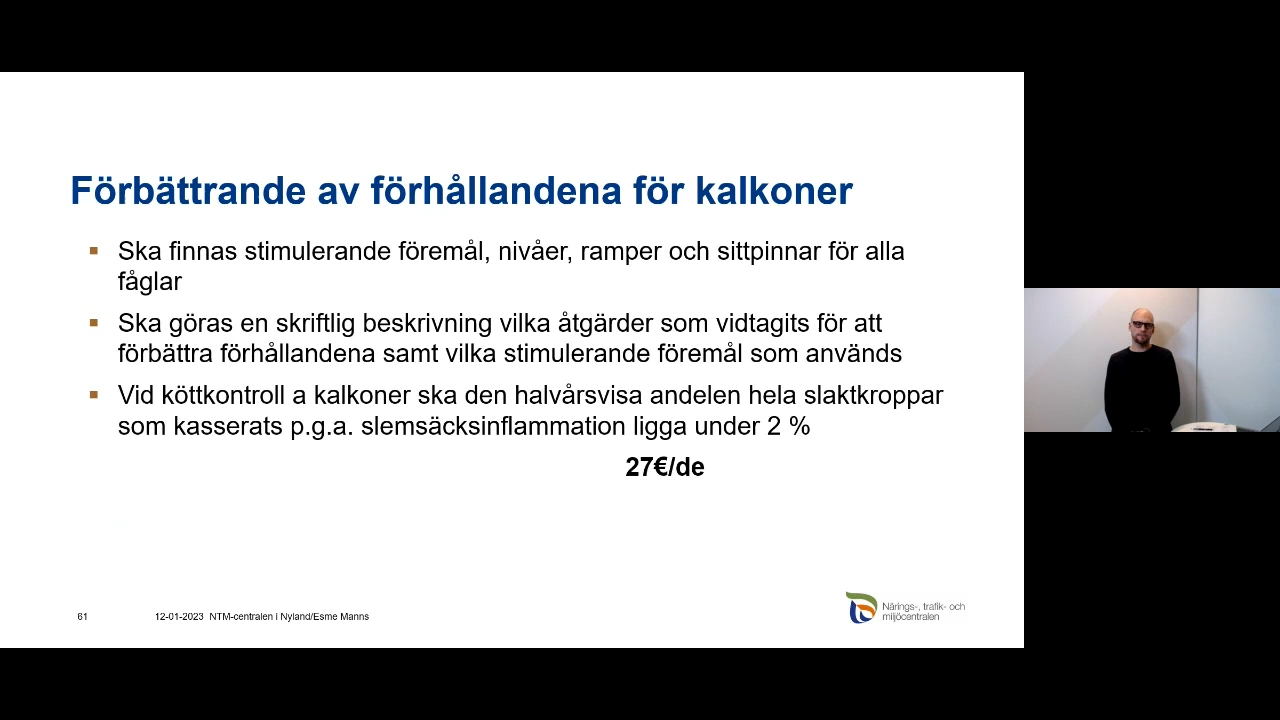 Förbättrande av förhållandena för kalkoner
Ska finnas stimulerande föremål, nivåer, ramper och sittpinnar för alla
fåglar
Ska göras en skriftlig beskrivning vilka åtgärder som vidtagits för att
förbättra förhållandena samt vilka stimulerande föremål som används
Vid köttkontroll a kalkoner ska den halvårsvisa andelen hela slaktkroppar
som kasserats p.g.a. slemsäcksinflammation ligga under 2 %
27€/de
61
12-01-2023 NTM-centralen i Nyland/Esme Manns
Närings-, trafik- och
miljöcentralen